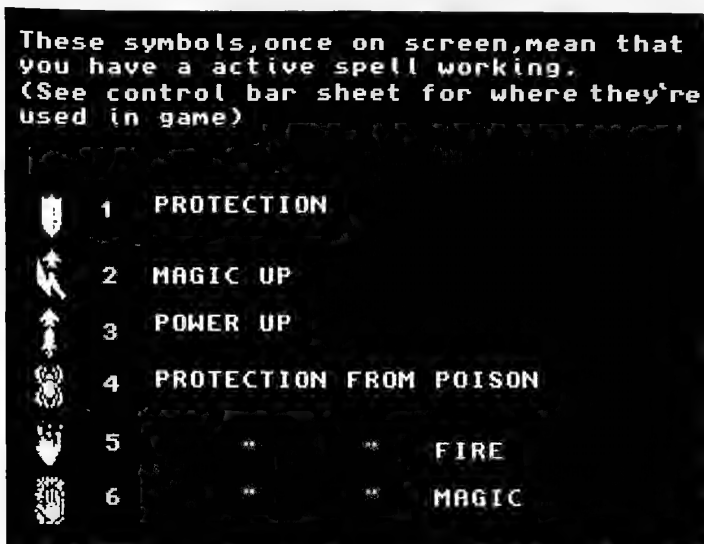 These symbols,once on screen,mean that
you have a active spell working.
(See control bar sheet for where they're
used in game)
1 PROTECTION
2 MAGIC UP
3 POWER UP
4 PROTECTION FROM POISON
5 " " FIRE
6 " " MAGIC